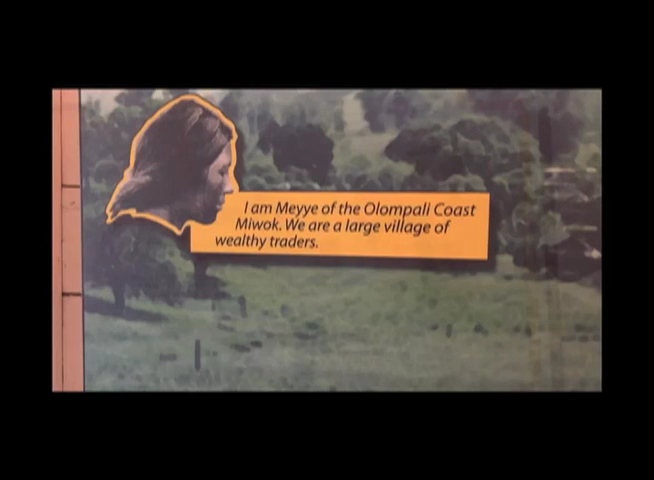 I am Meyye of the Olompali Coast
Miwok. We are a large village of
wealthy traders.